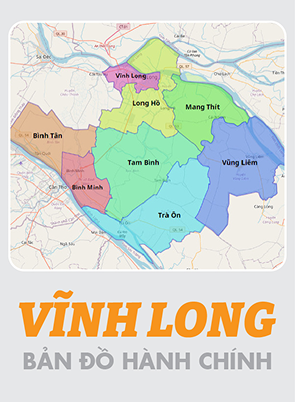 Vĩnh Long
Long Hồ
Mang Thít
Bình Tân
Tam Bình
Vũng Liêm
Bình Minh
Trà Ôn
VĨNH LONG
BẢN ĐỒ HÀNH CHÍNH